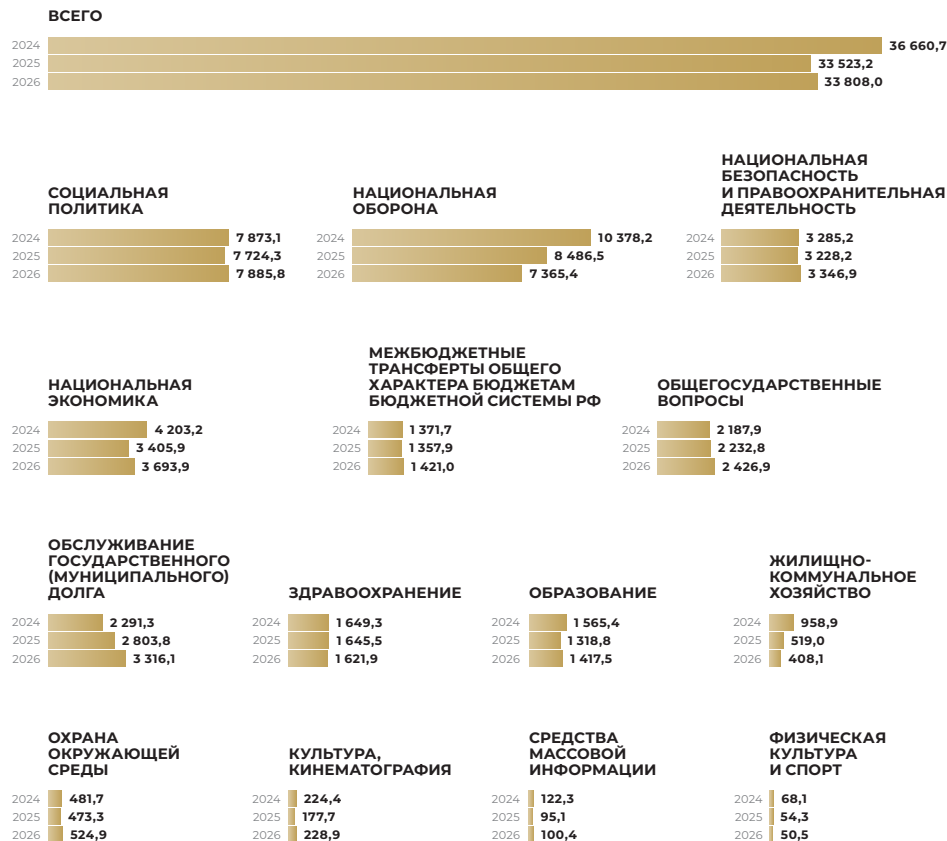 ВСЕГО
2024 36 660,7
2025 33 523,2
2026 33 808,0
СОЦИАЛЬНАЯ
ПОЛИТИКА
2024 7 873,1
2025 7 724,3
2026 7 885,8
НАЦИОНАЛЬНАЯ
ОБОРОНА
2024 10 378,2
2025 8 486,5
2026 7 365,4
НАЦИОНАЛЬНАЯ
БЕЗОПАСНОСТЬ
И ПРАВООХРАНИТЕЛЬНАЯ
ДЕЯТЕЛЬНОСТЬ
2024 3 285,2
2025 3 228,2
2026 3 346,9
НАЦИОНАЛЬНАЯ
ЭКОНОМИКА
2024 4 203,2
2025 3 405,9
2026 3 693,9
МЕЖБЮДЖЕТНЫЕ
ТРАНСФЕРТЫ ОБЩЕГО
ХАРАКТЕРА БЮДЖЕТАМ
БЮДЖЕТНОЙ СИСТЕМЫ РФ
2024 1 371,7
2025 1 357,9
2026 1 421,0
ОБЩЕГОСУДАРСТВЕННЫЕ
ВОПРОСЫ
2024 2 187,9
2025 2 232,8
2026 2 426,9
ОБСЛУЖИВАНИЕ
ГОСУДАРСТВЕННОГО
(МУНИЦИПАЛЬНОГО)
ДОЛГА
2024 2 291,3
2025 2 803,8
2026 3 316,1
ЗДРАВООХРАНЕНИЕ
2024 1 649,3
2025 1 645,5
2026 1 621,9
ОБРАЗОВАНИЕ
2024 1 565,4
2025 1 318,8
2026 1 417,5
ЖИЛИЩНО-
КОММУНАЛЬНОЕ
ХОЗЯЙСТВО
2024 958,9
2025 519,0
2026 408,1
ОХРАНА
ОКРУЖАЮЩЕЙ
СРЕДЫ
2024 481,7
2025 473,3
2026 524,9
КУЛЬТУРА,
КИНЕМАТОГРАФИЯ
2024 224,4
2025 177,7
2026 228,9
СРЕДСТВА
МАССОВОЙ
ИНФОРМАЦИИ
2024 122,3
2025 95,1
2026 100,4
ФИЗИЧЕСКАЯ
КУЛЬТУРА
И СПОРТ
2024 68,1
2025 54,3
2026 50,5